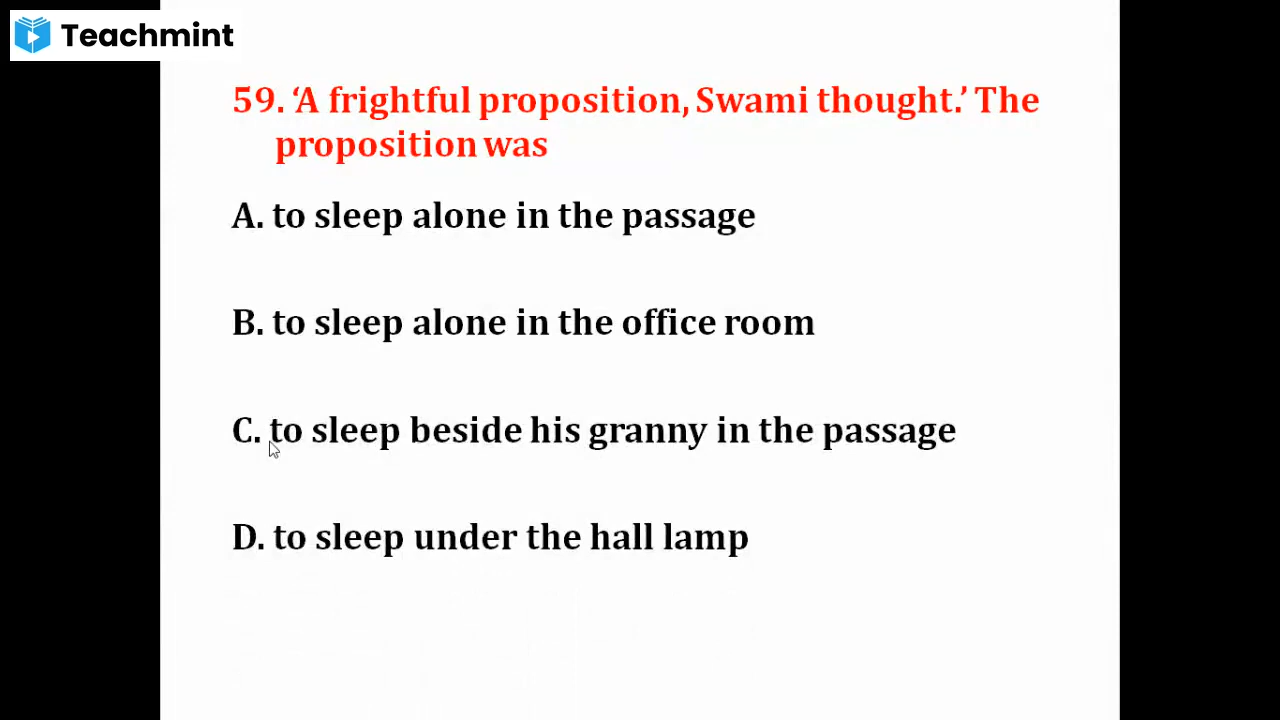 Teachmint
59. ‘A frightful proposition, Swami thought.’ The
proposition was
A. to sleep alone in the passage
B. to sleep alone in the office room
C. to sleep beside his granny in the passage
D. to sleep under the hall lamp